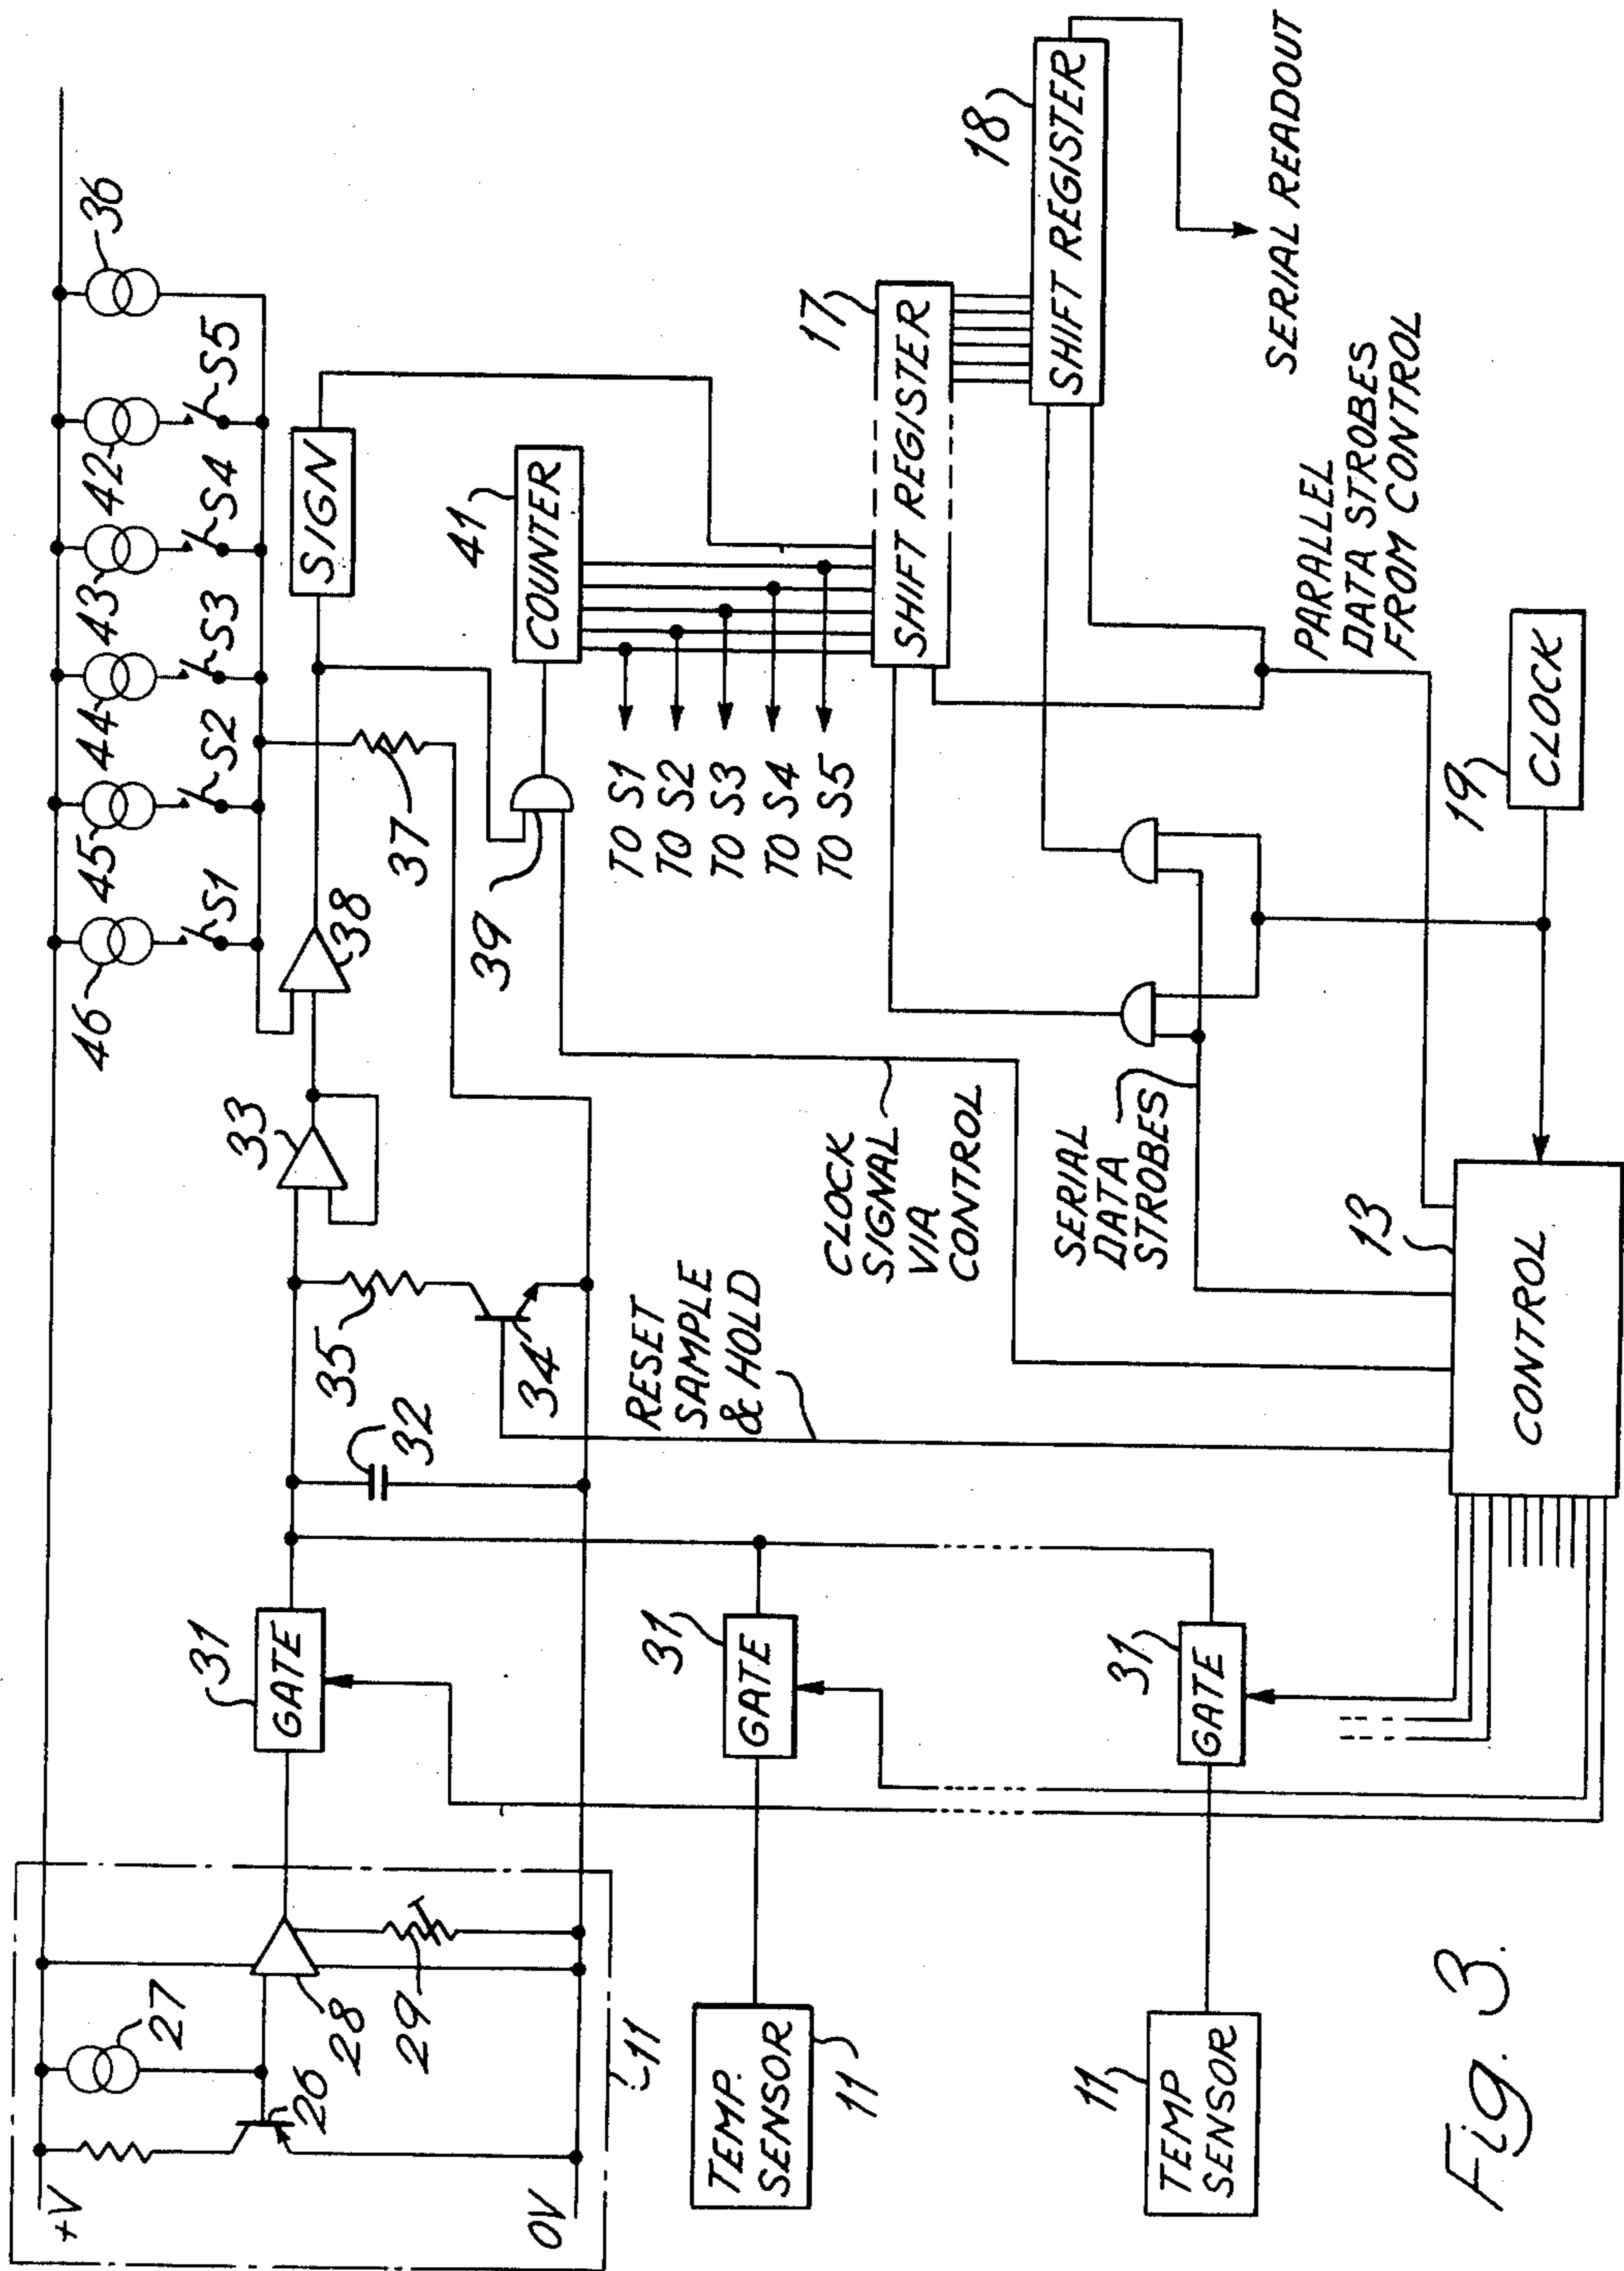 +V
0V
27
26
28
29
11
TEMP.
SENSOR
11
TEMP
SENSOR
11
GATE
31
GATE
31
GATE
31
32
35
34
33
RESET
SAMPLE
& HOLD
CLOCK
SIGNAL
VIA
CONTROL
SERIAL
DATA
STROBES
CONTROL
13
46
45
44
43
42
36
S1
S2
S3
S4
S5
38
37
39
SIGN
COUNTER
41
TO S1
TO S2
TO S3
TO S4
TO S5
SHIFT REGISTER
17
SHIFT REGISTER
18
SERIAL READOUT
PARALLEL
DATA STROBES
FROM CONTROL
CLOCK
19
Fig. 3.